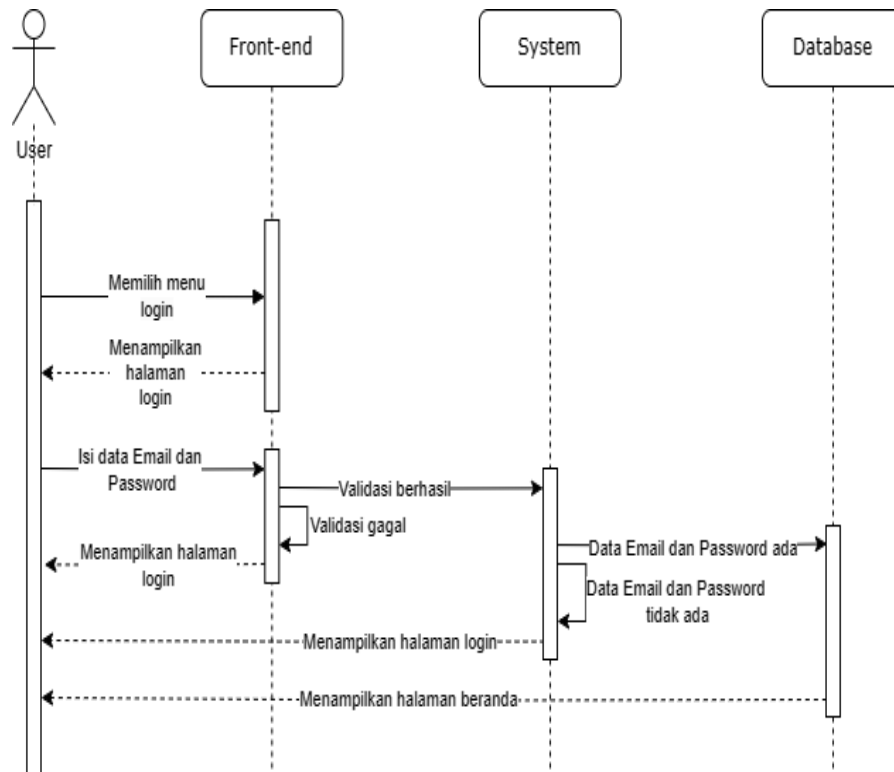 Front-end
System
Database
User
Memilih menu
login
Menampilkan
halaman
login
Isi data Email dan
Password
Validasi berhasil
Validasi gagal
Menampilkan halaman
login
Data Email dan Password ada
Data Email dan Password
tidak ada
Menampilkan halaman login
Menampilkan halaman beranda